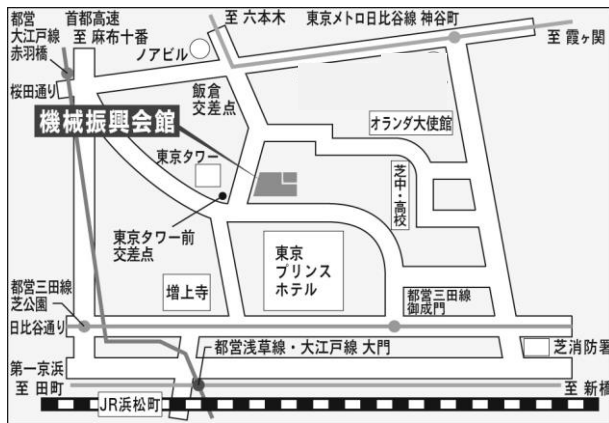 都営
大江戸線
赤羽橋
首都高速
至 麻布十番
至 六本木
東京メトロ日比谷線 神谷町
至 霞ヶ関
ノアビル
桜田通り
飯倉
交差点
オランダ大使館
機械振興会館
東京タワー
芝中・高校
東京タワー前
交差点
東京
プリンス
ホテル
増上寺
都営三田線
芝公園
都営三田線
御成門
日比谷通り
都営浅草線・大江戸線 大門
芝消防署
第一京浜
至 田町
至 新橋
JR浜松町